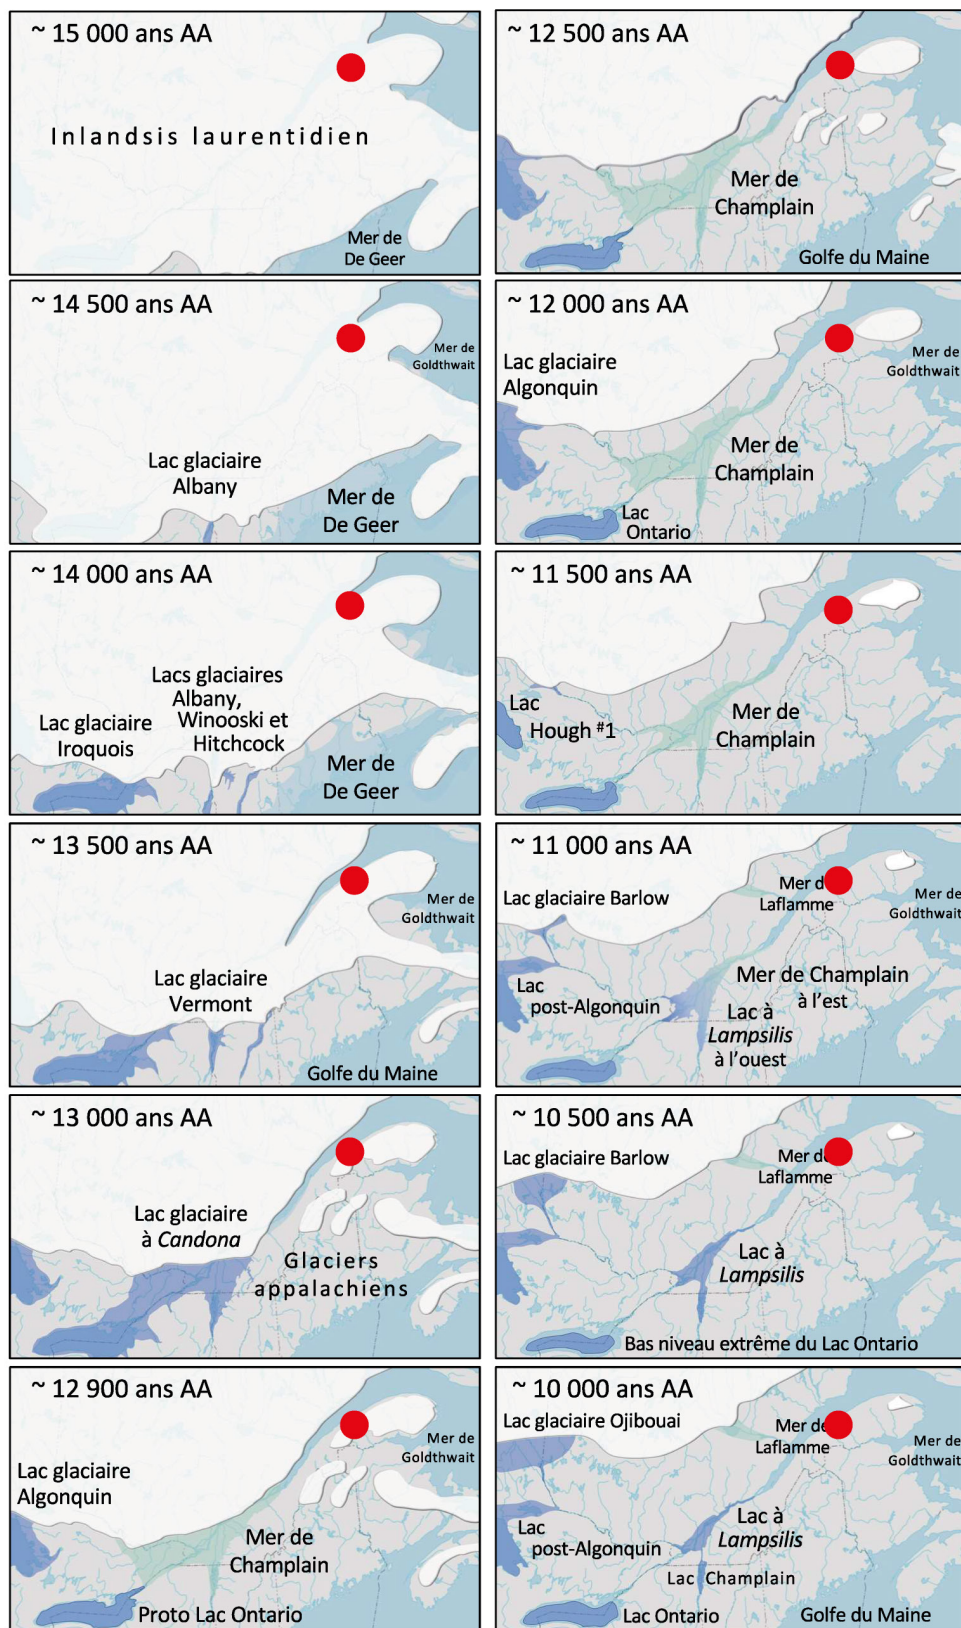 ~ 15 000 ans AA
Inlandsis laurentidien
Mer de
De Geer
~ 14 500 ans AA
Mer de
Goldthwait
Lac glaciaire
Albany
Mer de
De Geer
~ 14 000 ans AA
Lacs glaciaires
Albany,
Winooski et
Hitchcock
Lac glaciaire
Iroquois
Mer de
De Geer
~ 13 500 ans AA
Mer de
Goldthwait
Lac glaciaire
Vermont
Golfe du Maine
~ 13 000 ans AA
Lac glaciaire
à Candona
Glaciers
appalachiens
~ 12 900 ans AA
Mer de
Goldthwait
Lac glaciaire
Algonquin
Mer de
Champlain
Proto Lac Ontario
~ 12 500 ans AA
Mer de
Champlain
Golfe du Maine
~ 12 000 ans AA
Mer de
Goldthwait
Lac glaciaire
Algonquin
Mer de
Champlain
Lac
Ontario
~ 11 500 ans AA
Lac
Hough #1
Mer de
Champlain
~ 11 000 ans AA
Lac glaciaire Barlow
Mer d
Laflamme
Mer de
Goldthwait
Lac
post-Algonquin
Mer de Champlain
à l'est
Lac à
Lampsilis
à l'ouest
~ 10 500 ans AA
Lac glaciaire Barlow
Mer de
Laflamme
Lac à
Lampsilis
Bas niveau extrême du Lac Ontario
~ 10 000 ans AA
Lac glaciaire Ojibouai
Mer de
Laflamme
Mer de
Goldthwait
Lac
post-Algonquin
Lac à
Lampsilis
Lac Champlain
Lac Ontario
Golfe du Maine